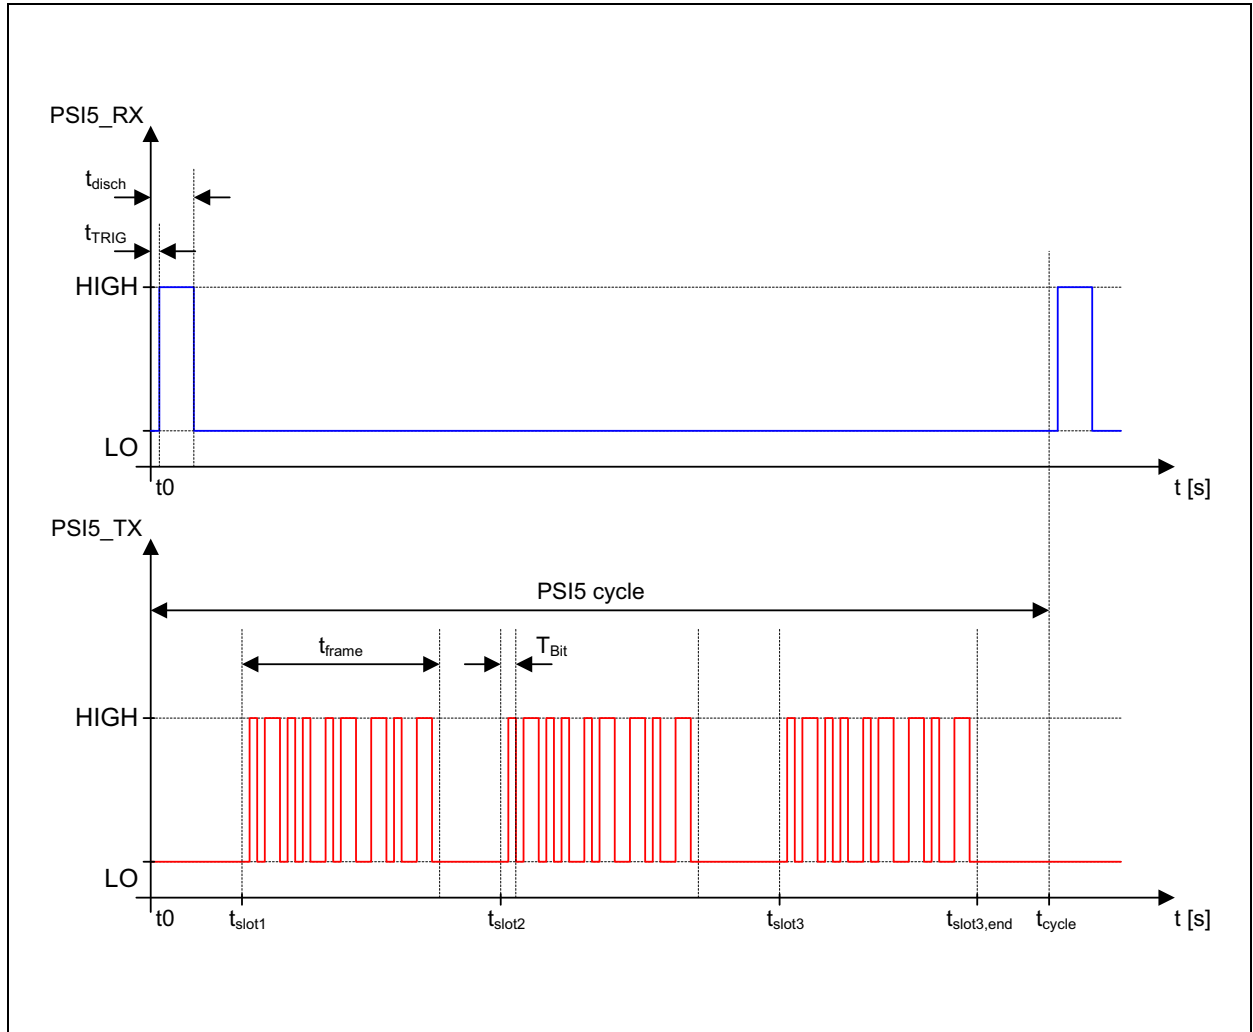 PSI5_RX
tdisch
tTRIG
HIGH
LO
t0
t [s]
PSI5_TX
PSI5 cycle
tframe
TBit
HIGH
LO
t0
tslot1
tslot2
tslot3
tslot3,end
tcycle
t [s]